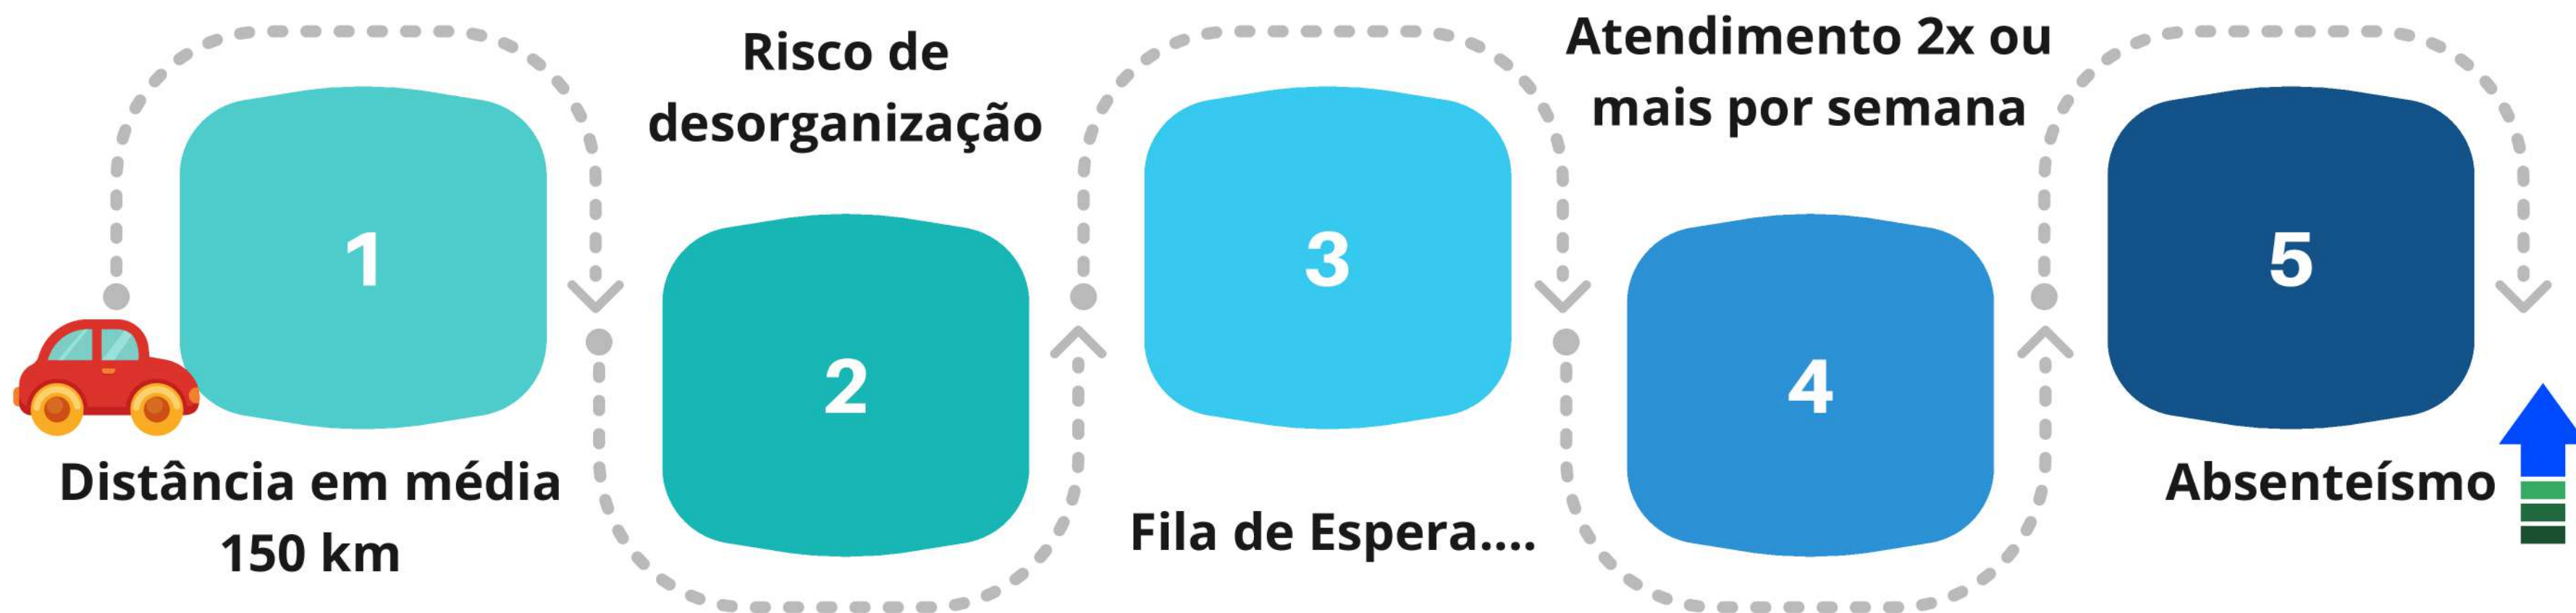 1
Distância em média
150 km
Risco de
desorganização
2
3
Fila de Espera....
Atendimento 2x ou
mais por semana
4
5
Absenteísmo